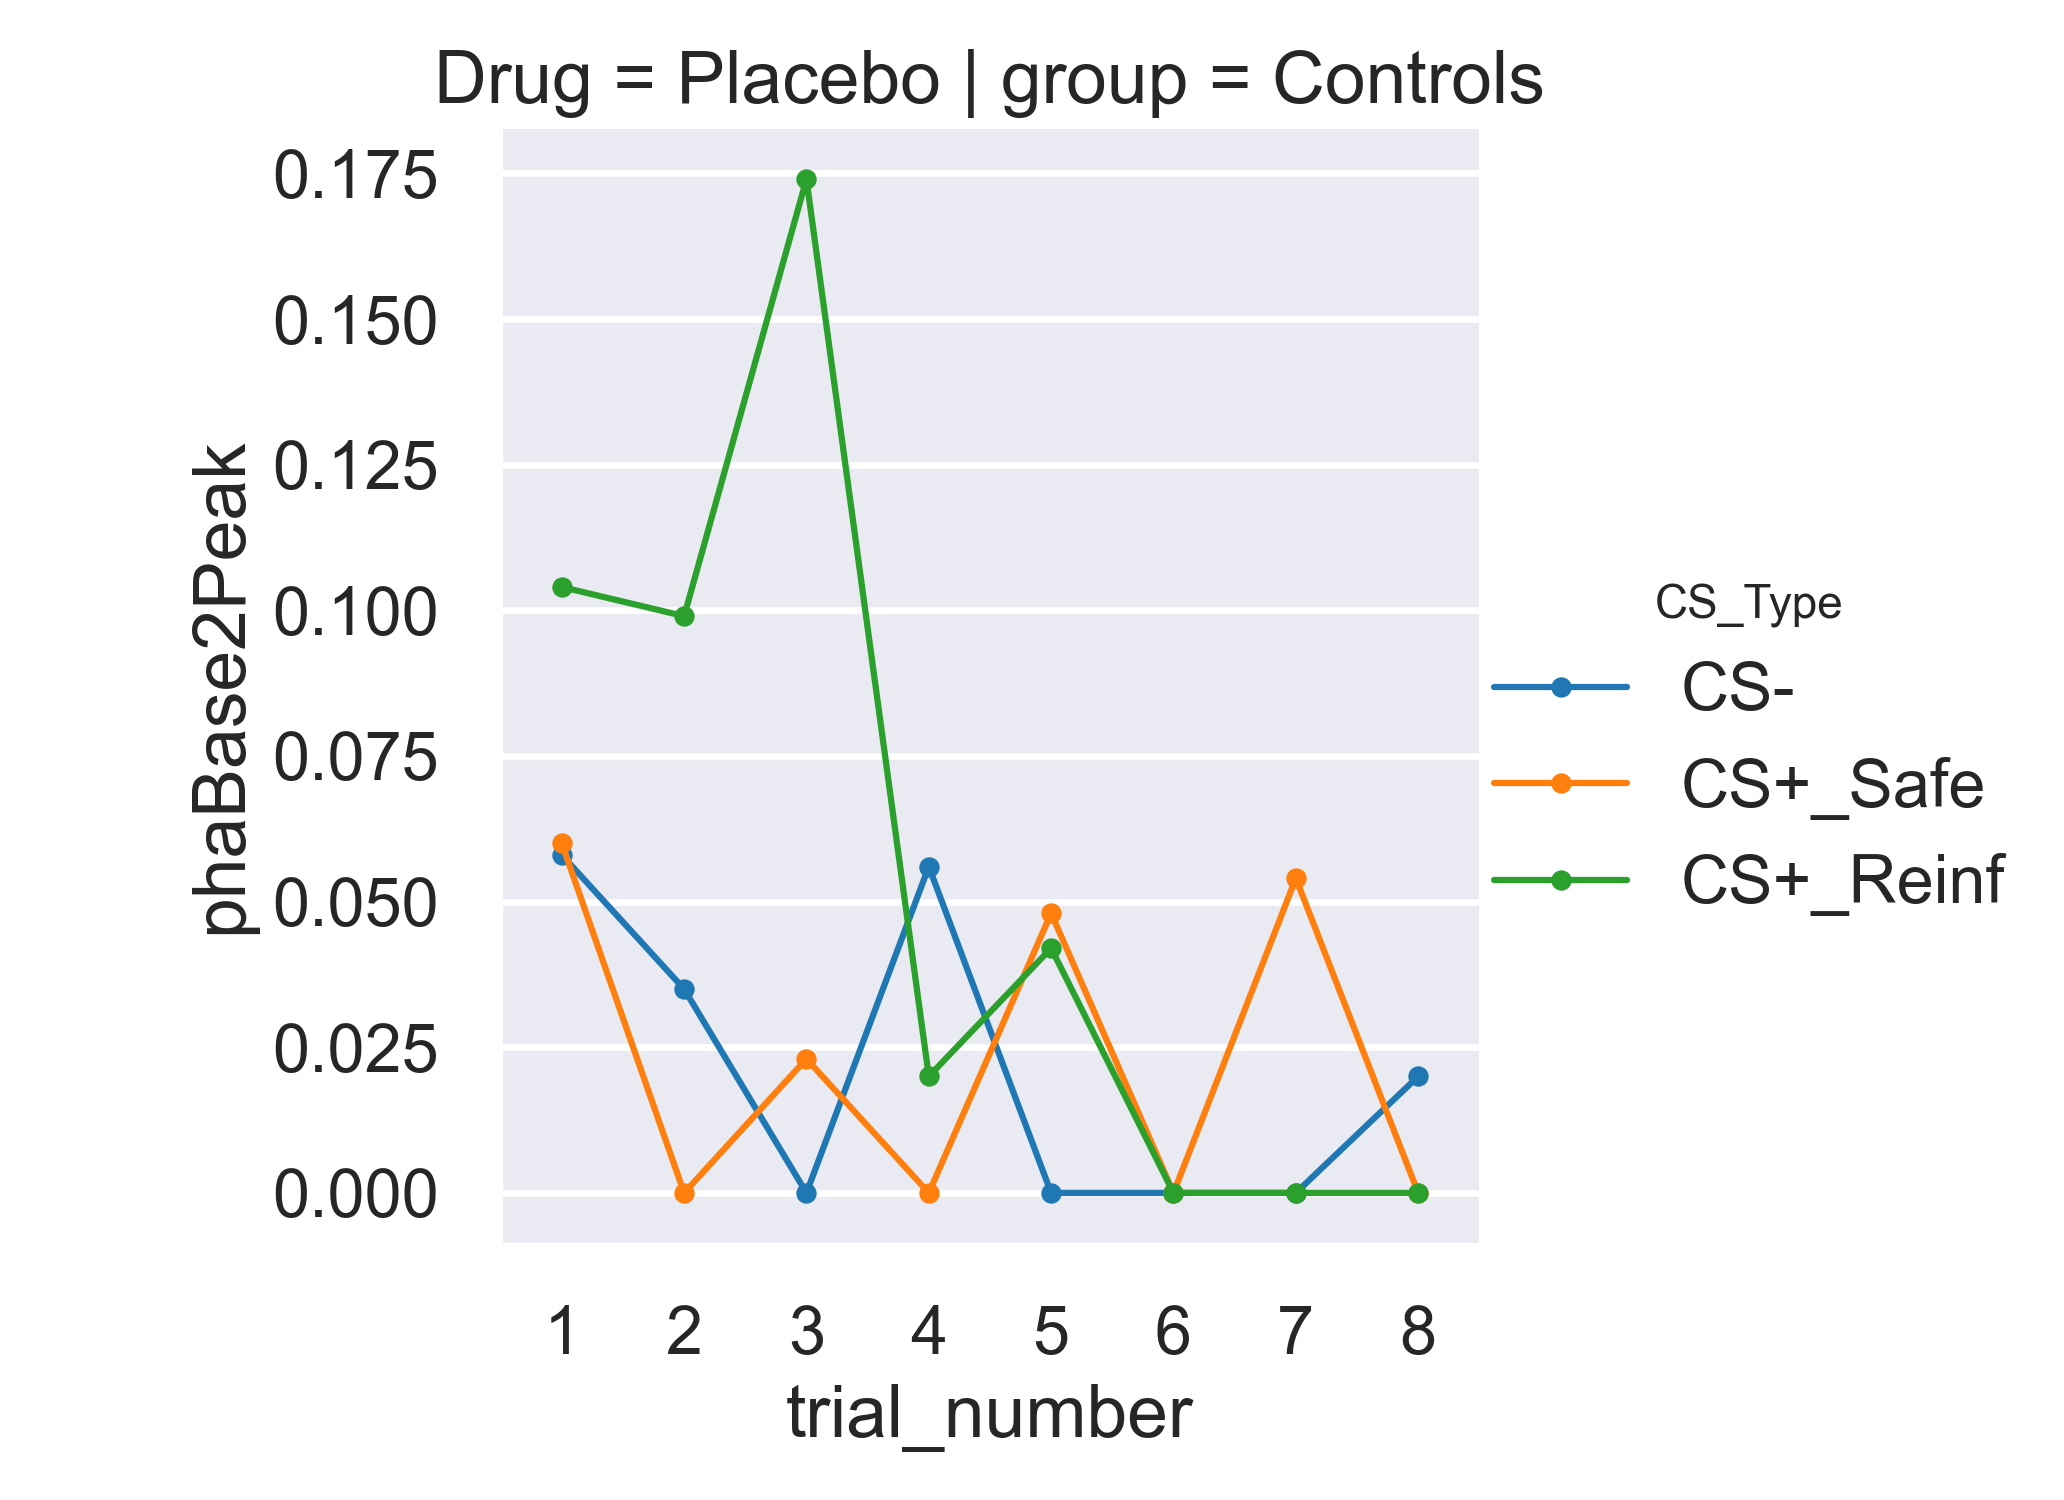 Drug = Placebo | group = Controls
0.175
0.150
0.125
0.100
0.075
0.050
0.025
0.000
phaBase2Peak
1 2 3 4 5 6 7 8
trial_number
CS_Type
CS-
CS+_Safe
CS+_Reinf